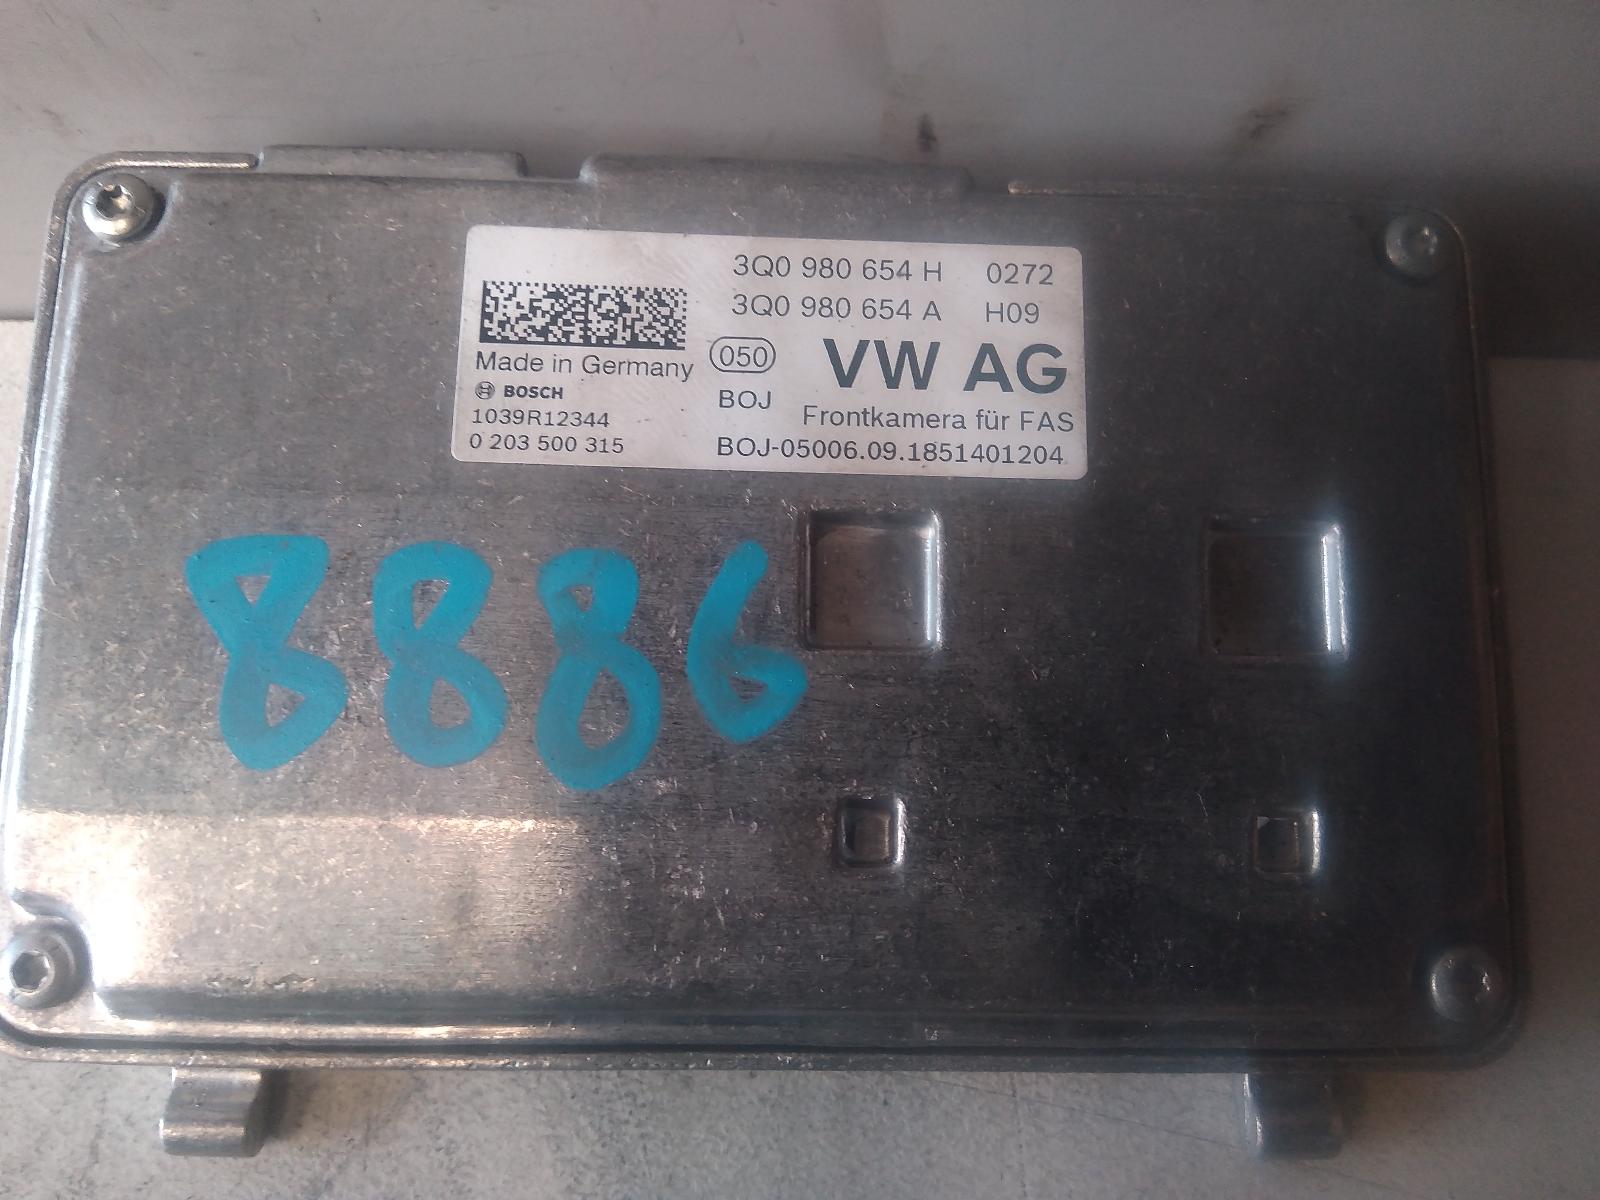 3Q0 980 654 H 0272
3Q0 980 654 A H09
Made in Germany 050 VW AG
BOSCH BOJ
1039R12344 Frontkamera für FAS
0 203 500 315 BOJ-05006.09.1851401204
8886